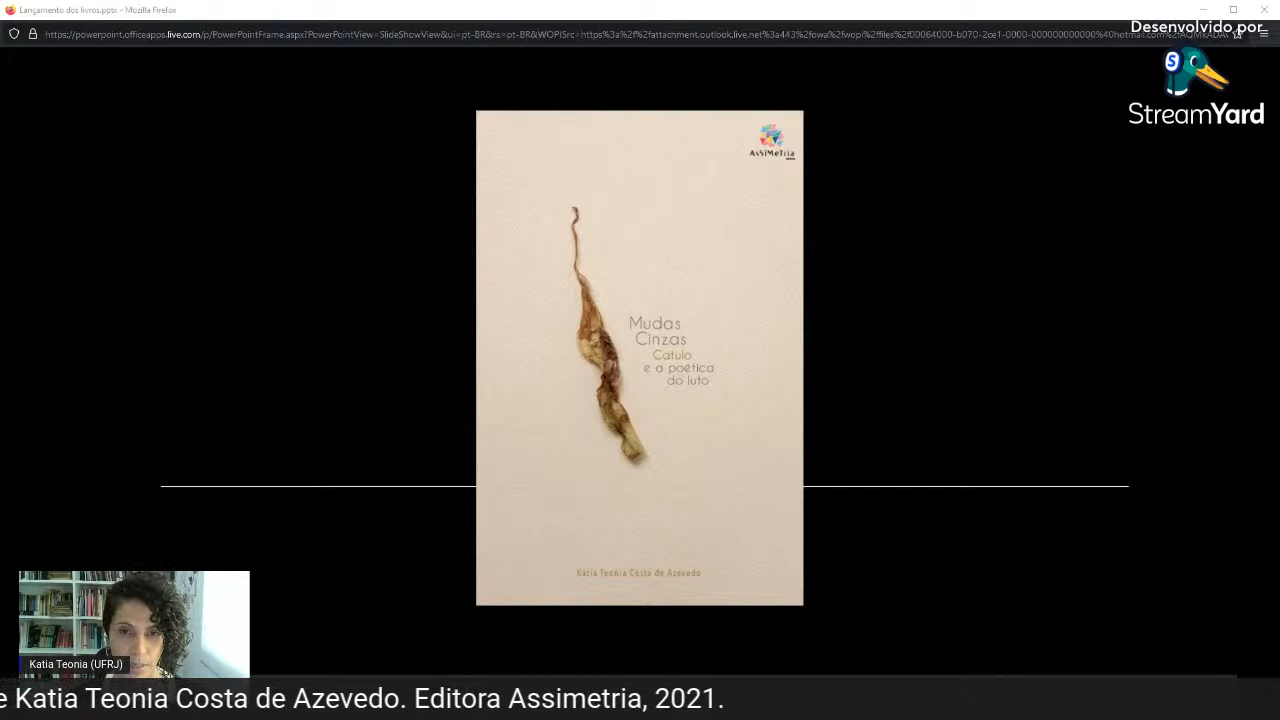 Lançamento dos livros.pptx - Mozilla Firefox
Desenvolvido por
StreamYard
AsSiMeTria
Mudas
Cinzas
Catulo
e a poética
do luto
Katia Teonia Costa de Azevedo
Katia Teonia (UFRJ)
e Katia Teonia Costa de Azevedo. Editora Assimetria, 2021.